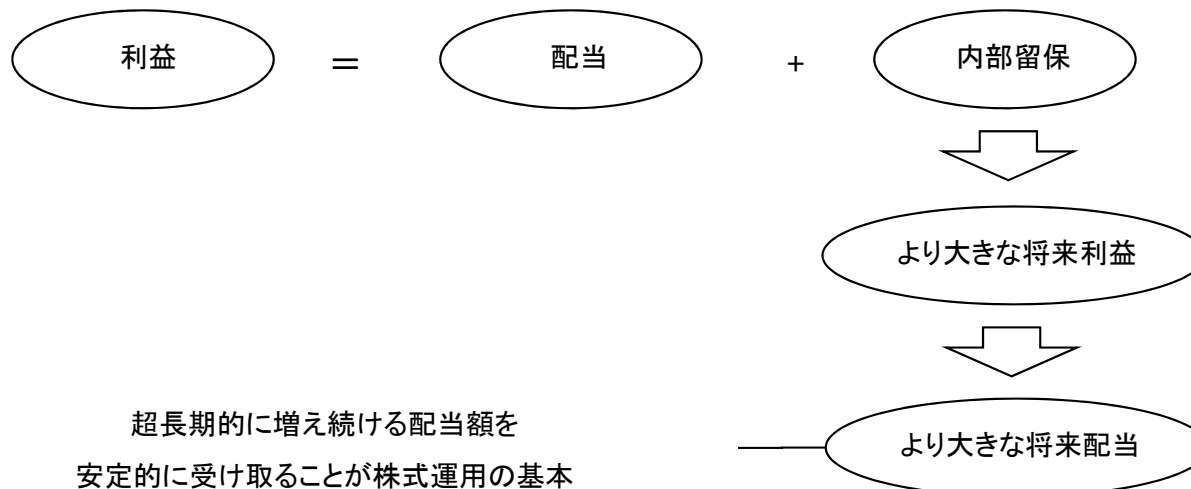 利益 = 配当 + 内部留保
より大きな将来利益
超長期的に増え続ける配当額を
より大きな将来配当
安定的に受け取ることが株式運用の基本